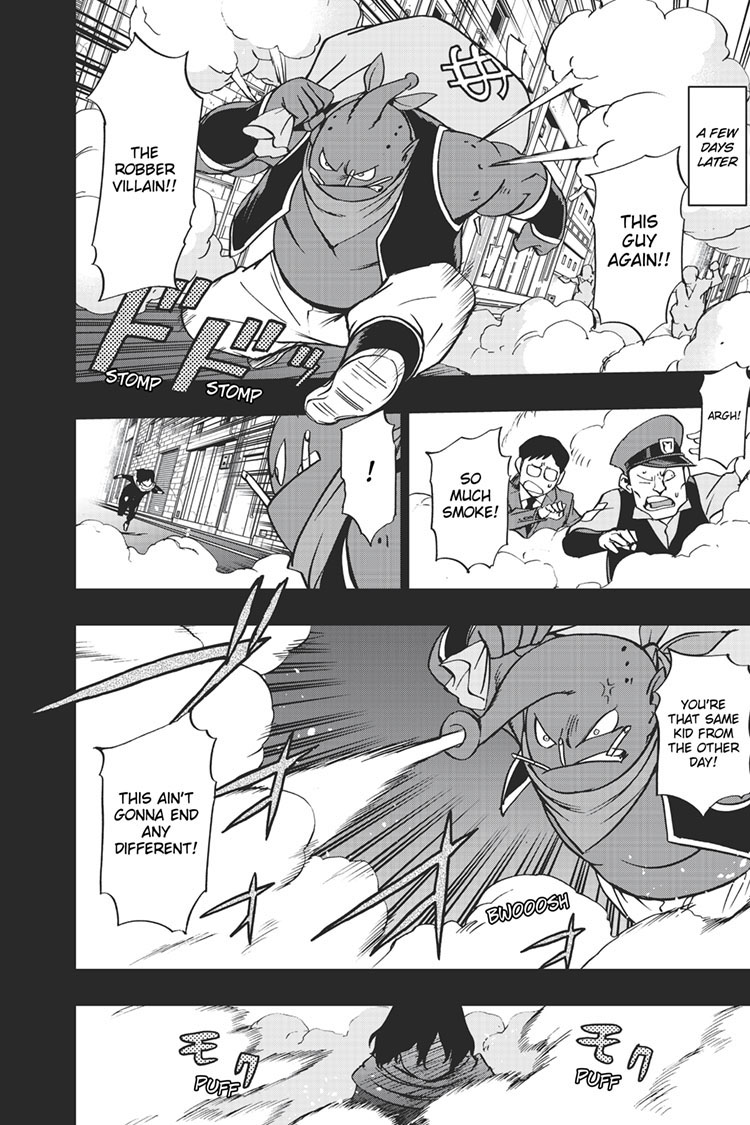 A FEW
DAYS
LATER
THIS
GUY
AGAIN!!
THE
ROBBER
VILLAIN!!
$
ドドドッ
STOMP
STOMP
ARGH!
SO
MUCH
SMOKE!
!
YOU'RE
THAT SAME
KID FROM
THE OTHER
DAY!
THIS AIN'T
GONNA END
ANY
DIFFERENT!
BWOOOSH
モク
PUFF
モク
PUFF